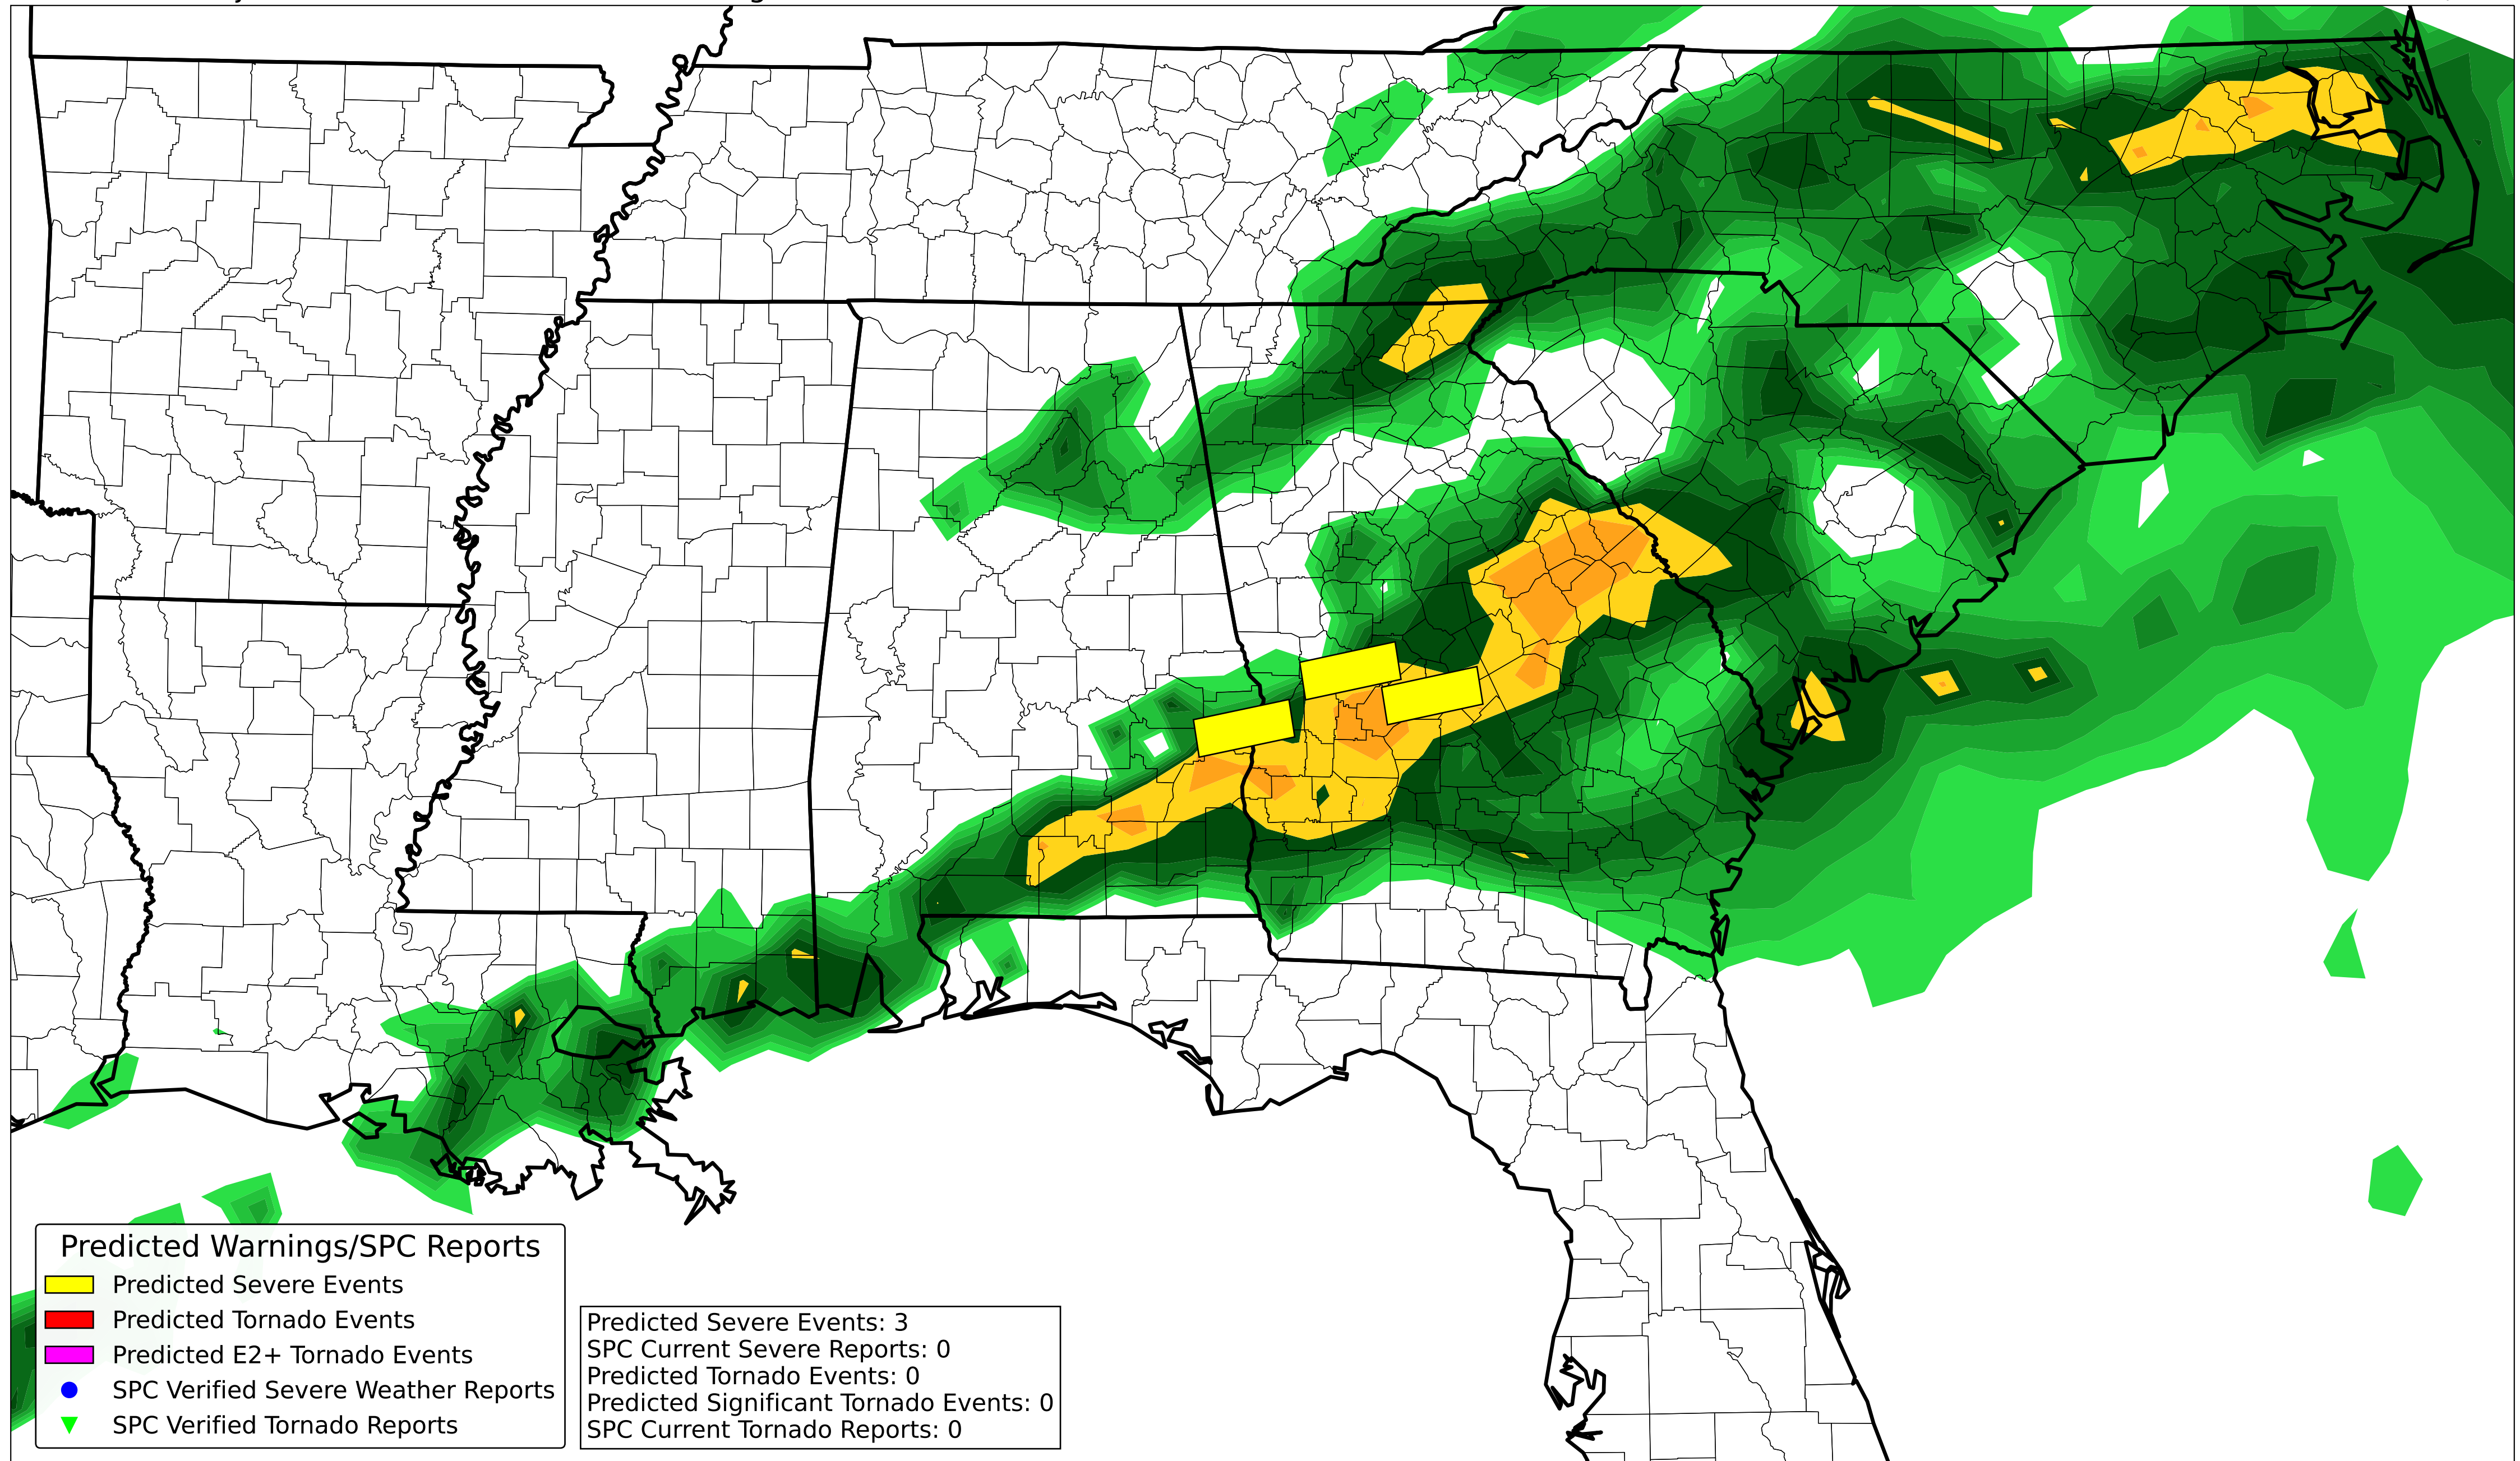 Predicted Warnings/SPC Reports
Predicted Severe Events
Predicted Tornado Events
Predicted E2+ Tornado Events
SPC Verified Severe Weather Reports
SPC Verified Tornado Reports
Predicted Severe Events: 3
SPC Current Severe Reports: 0
Predicted Tornado Events: 0
Predicted Significant Tornado Events: 0
SPC Current Tornado Reports: 0